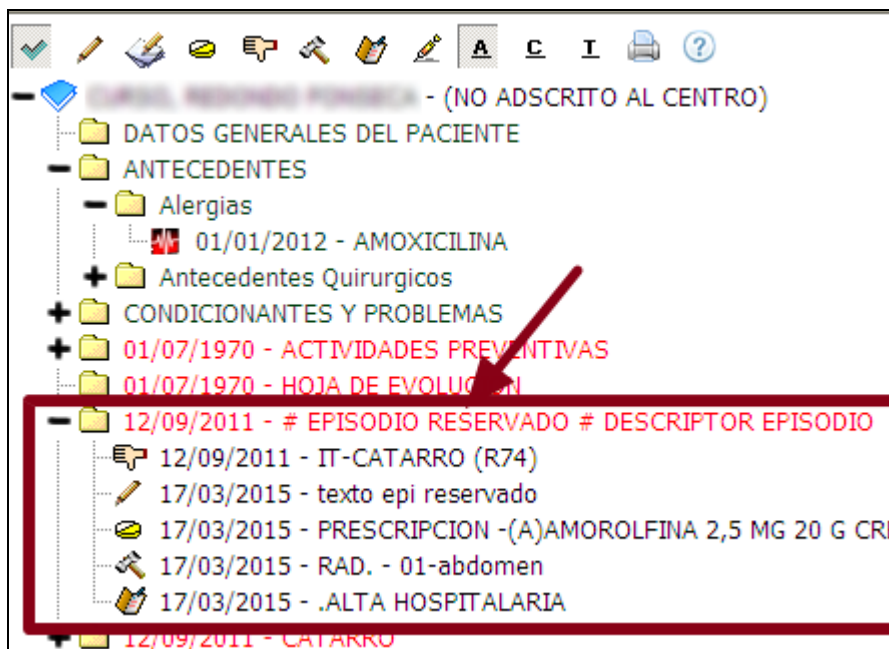 A C T ?
- (NO ADSCRITO AL CENTRO)
DATOS GENERALES DEL PACIENTE
ANTECEDENTES
Alergias
01/01/2012 - AMOXICILINA
Antecedentes Quirurgicos
CONDICIONANTES Y PROBLEMAS
01/07/1970 - ACTIVIDADES PREVENTIVAS
01/07/1970 - HOJA DE EVOLUCION
12/09/2011 - # EPISODIO RESERVADO # DESCRIPTOR EPISODIO
12/09/2011 - IT-CATARRO (R74)
17/03/2015 - texto epi reservado
17/03/2015 - PRESCRIPCION -(A)AMOROLFINA 2,5 MG 20 G CRE
17/03/2015 - RAD. - 01-abdomen
17/03/2015 - .ALTA HOSPITALARIA
12/09/2011 - CATARRO